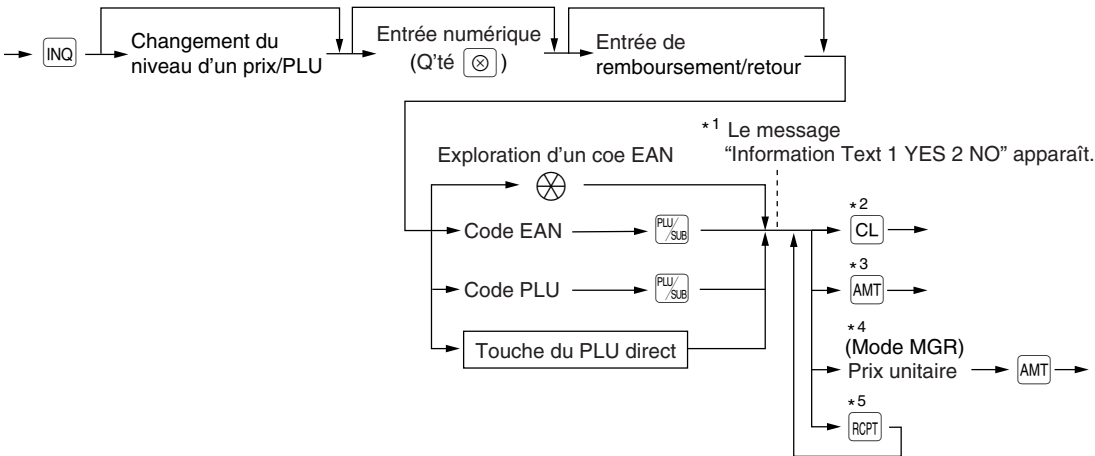 INQ
Changement du
niveau d'un prix/PLU
Entrée numérique
(Q'té ⊗)
Entrée de
remboursement/retour
*1 Le message
“Information Text 1 YES 2 NO” apparaît.
Exploration d'un coe EAN
Code EAN
PLU/SUB
Code PLU
PLU/SUB
Touche du PLU direct
*2
CL
*3
AMT
*4
(Mode MGR)
Prix unitaire
AMT
*5
RCPT